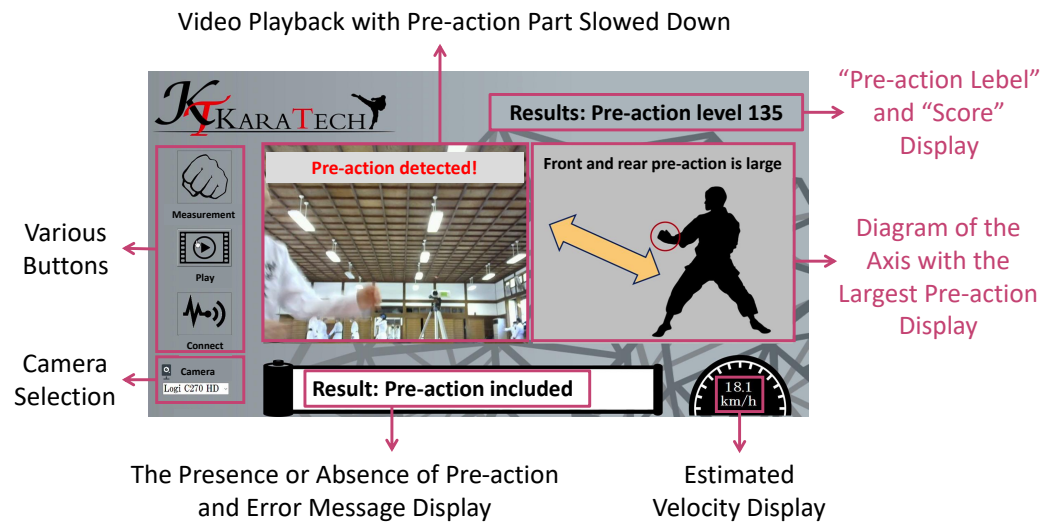 Video Playback with Pre-action Part Slowed Down
KT KARATECH
Results: Pre-action level 135
“Pre-action Lebel”
and “Score”
Display
Pre-action detected!
Front and rear pre-action is large
Measurement
Various
Buttons
Play
Diagram of the
Axis with the
Largest Pre-action
Display
Connect
Camera
Selection
Camera
Logi C270 HD
Result: Pre-action included
18.1
km/h
The Presence or Absence of Pre-action
and Error Message Display
Estimated
Velocity Display